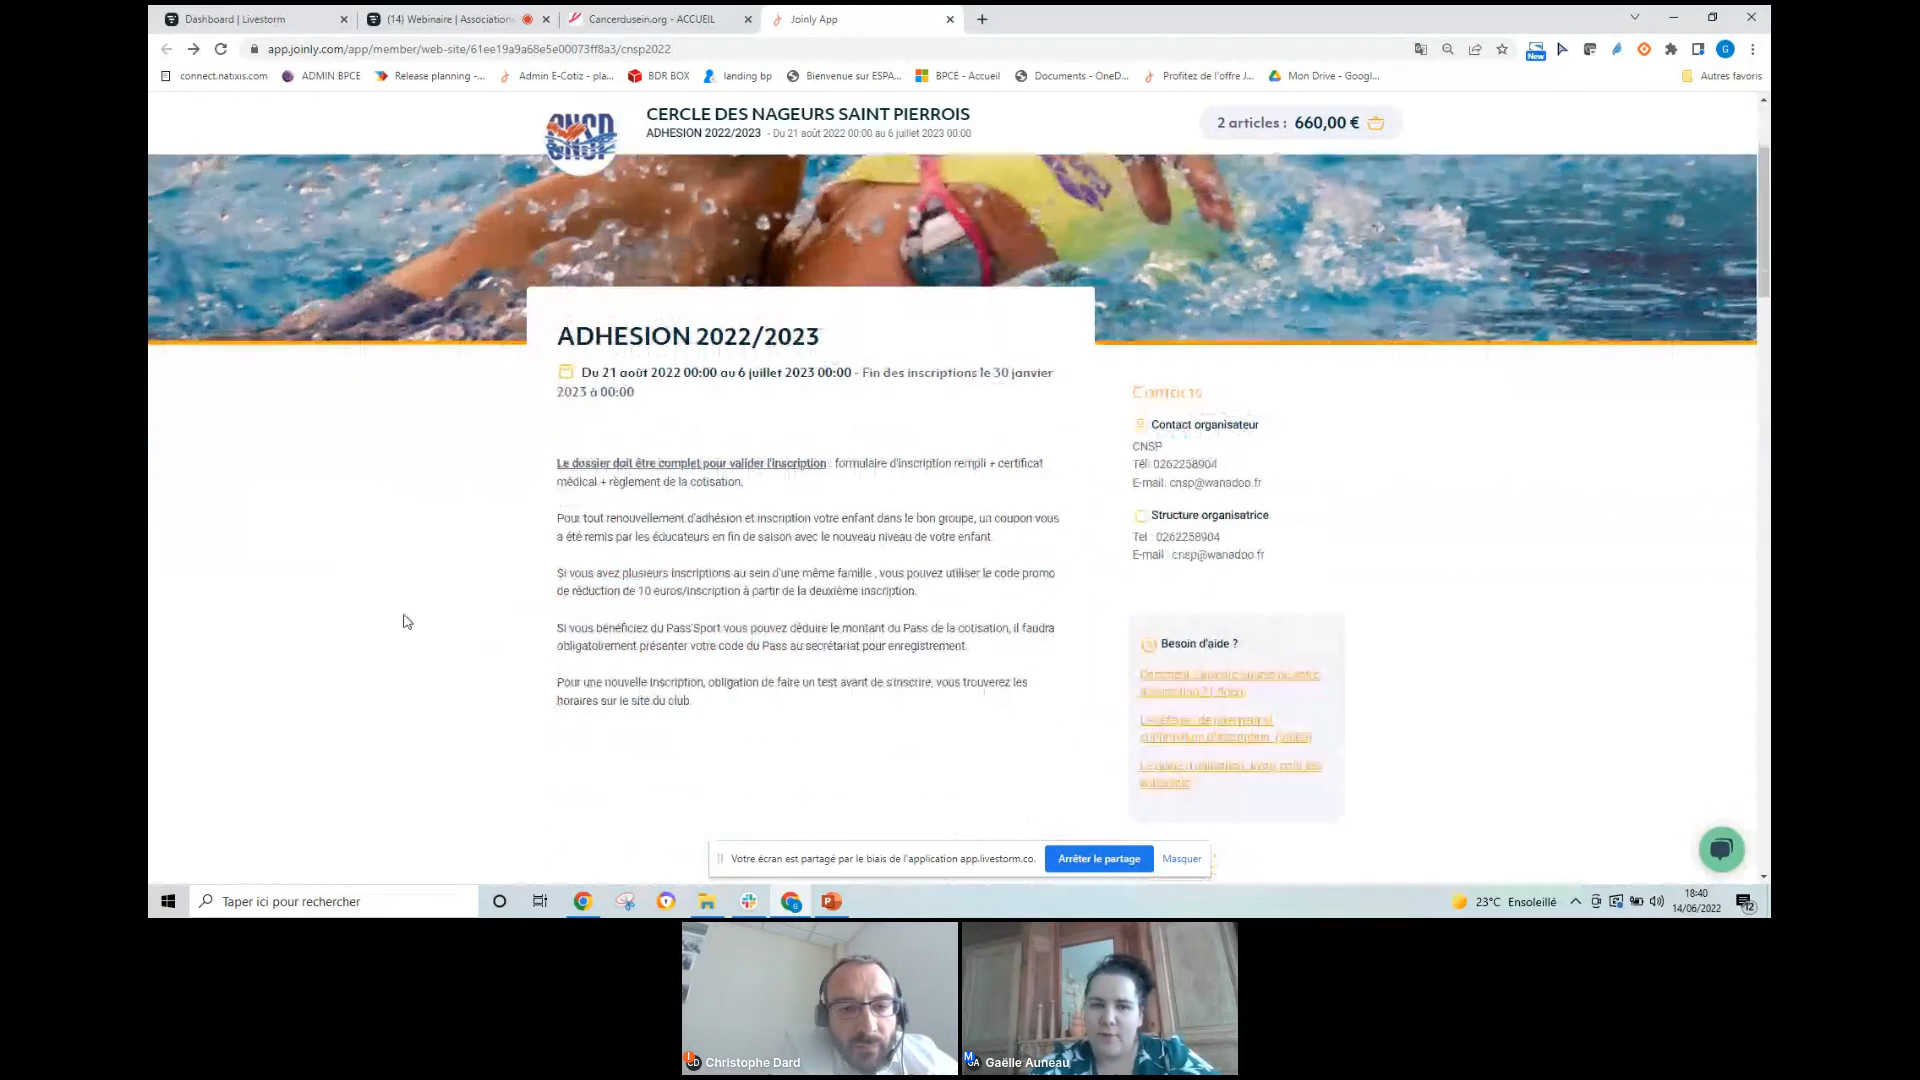 Dashboard | Livestorm
(14) Webinaire | Associations
Cancerdusein.org - ACCUEIL
Joinly App
app.joinly.com/app/member/web-site/61ee19a9a68e5e00073ff8a3/cnsp2022
New
G
connect.natixis.com
ADMIN BPCE
Release planning -...
Admin E-Cotiz - pla...
BDR BOX
landing bp
Bienvenue sur ESPA...
BPCE - Accueil
Documents - OneD...
Profitez de l'offre J...
Mon Drive - Googl...
Autres favoris
CERCLE DES NAGEURS SAINT PIERROIS
ADHESION 2022/2023 - Du 21 août 2022 00:00 au 6 juillet 2023 00:00
2 articles : 660,00 €
ADHESION 2022/2023
Du 21 août 2022 00:00 au 6 juillet 2023 00:00 - Fin des inscriptions le 30 janvier
2023 à 00:00
Le dossier doit être complet pour valider l'inscription : formulaire d'inscription rempli + certificat
médical + règlement de la cotisation.
Pour tout renouvellement d'adhésion et inscription votre enfant dans le bon groupe, un coupon vous
a été remis par les éducateurs en fin de saison avec le nouveau niveau de votre enfant.
Si vous avez plusieurs inscriptions au sein d'une même famille , vous pouvez utiliser le code promo
de réduction de 10 euros/inscription à partir de la deuxième inscription.
Si vous bénéficiez du Pass'Sport vous pouvez déduire le montant du Pass de la cotisation, il faudra
obligatoirement présenter votre code du Pass au secrétariat pour enregistrement.
Pour une nouvelle inscription, obligation de faire un test avant de s'inscrire, vous trouverez les
horaires sur le site du club.
Contacts
Contact organisateur
CNSP
Tél: 0262258904
E-mail: cnsp@wanadoo.fr
Structure organisatrice
Tel : 0262258904
E-mail : cnsp@wanadoo.fr
Besoin d'aide ?
Votre écran est partagé par le biais de l'application app.livestorm.co.
Arrêter le partage
Masquer
Taper ici pour rechercher
23°C Ensoleillé
18:40
14/06/2022
12
Christophe Dard
Gaëlle Auneau